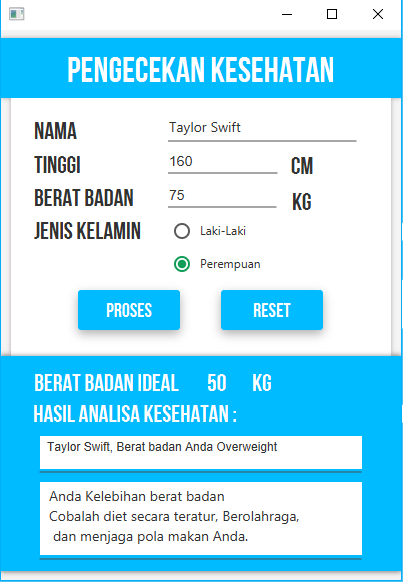 PENGECEKAN KESEHATAN
NAMA Taylor Swift
TINGGI 160 CM
BERAT BADAN 75 KG
JENIS KELAMIN Laki-Laki
Perempuan
PROSES RESET
BERAT BADAN IDEAL 50 KG
HASIL ANALISA KESEHATAN :
Taylor Swift, Berat badan Anda Overweight
Anda Kelebihan berat badan
Cobalah diet secara teratur, Berolahraga,
dan menjaga pola makan Anda.